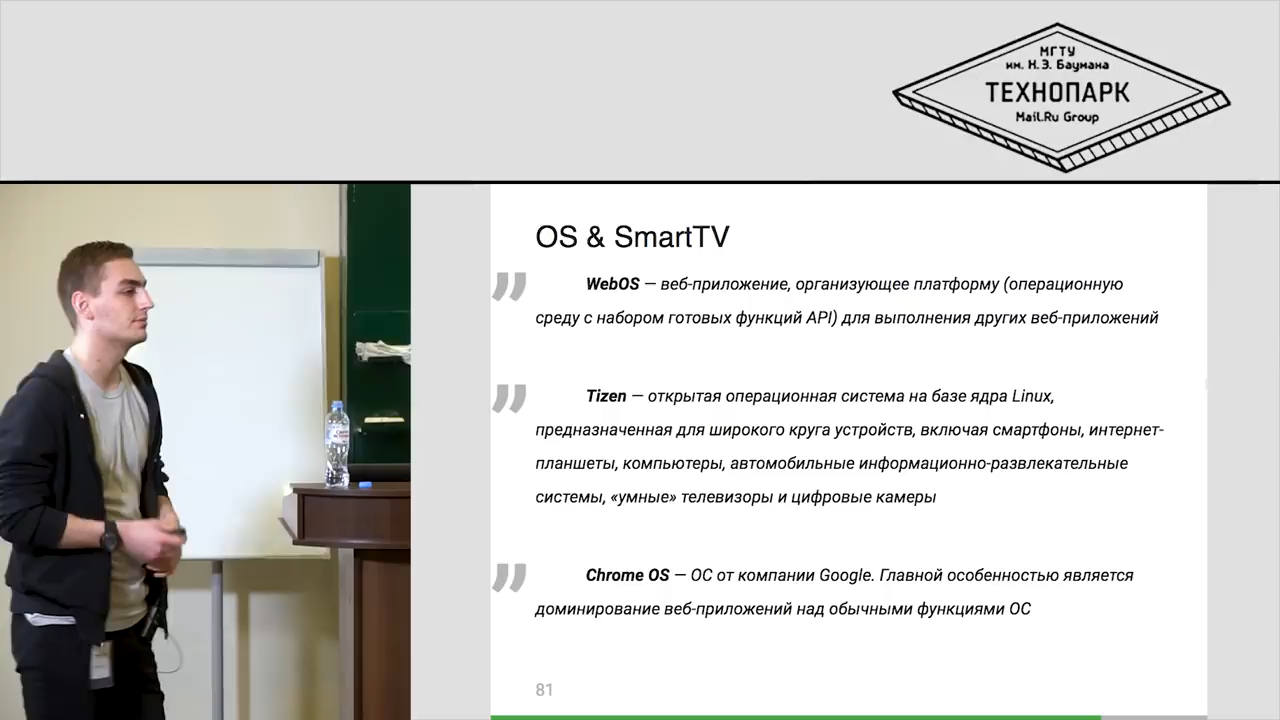 МГТУ
им. Н.Э. Баумана
ТЕХНОПАРК
Mail.Ru Group
OS & SmartTV
WebOS — веб-приложение, организующее платформу (операционную
среду с набором готовых функций API) для выполнения других веб-приложений
Tizen — открытая операционная система на базе ядра Linux,
предназначенная для широкого круга устройств, включая смартфоны, интернет-
планшеты, компьютеры, автомобильные информационно-развлекательные
системы, «умные» телевизоры и цифровые камеры
Chrome OS — ОС от компании Google. Главной особенностью является
доминирование веб-приложений над обычными функциями ОС
81